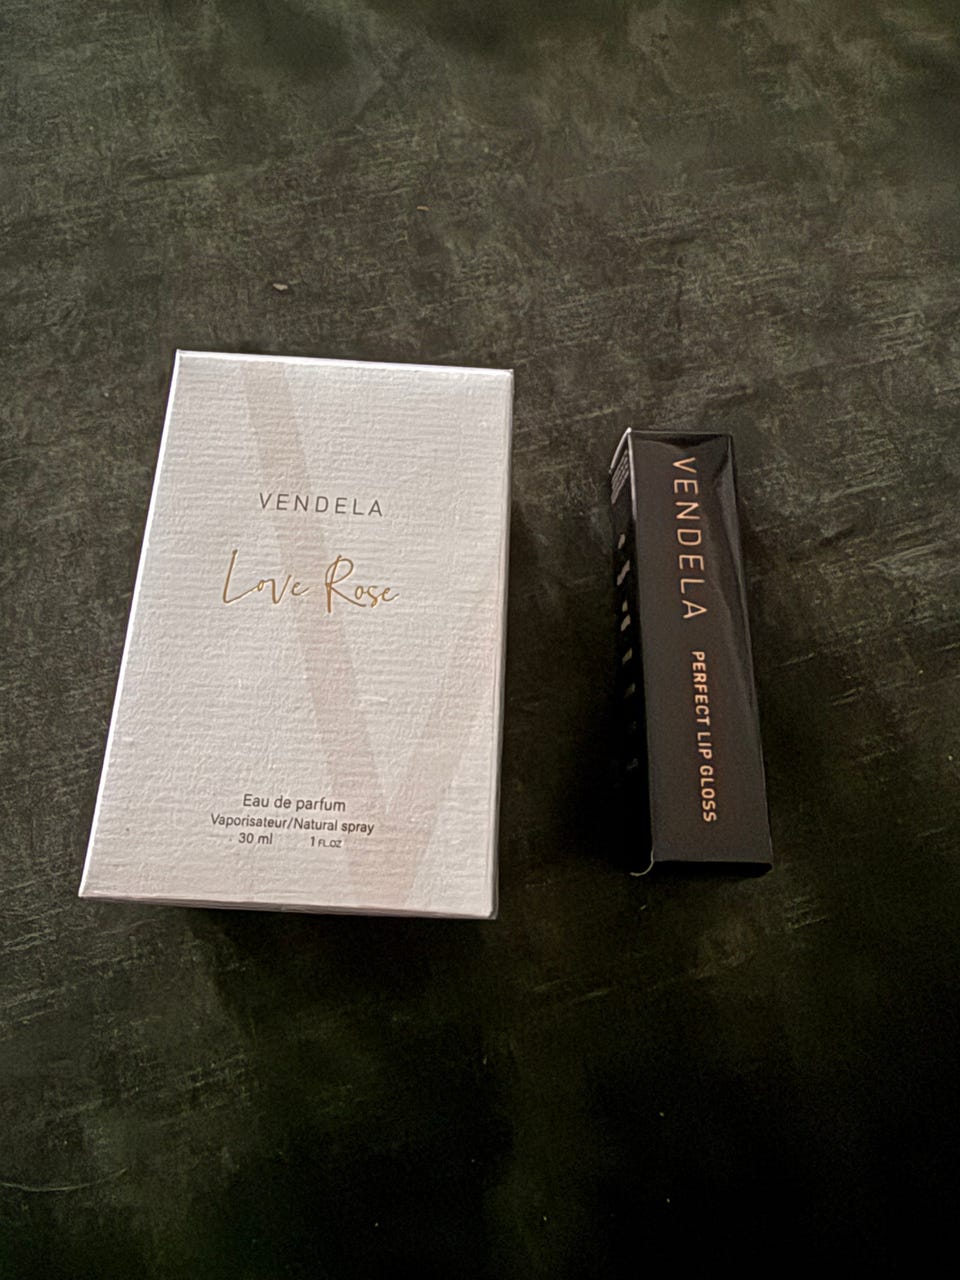 VENDELA
Love Rose
Eau de parfum
Vaporisateur/Natural spray
30 ml 1 FL.OZ
VENDELA PERFECT LIP GLOSS